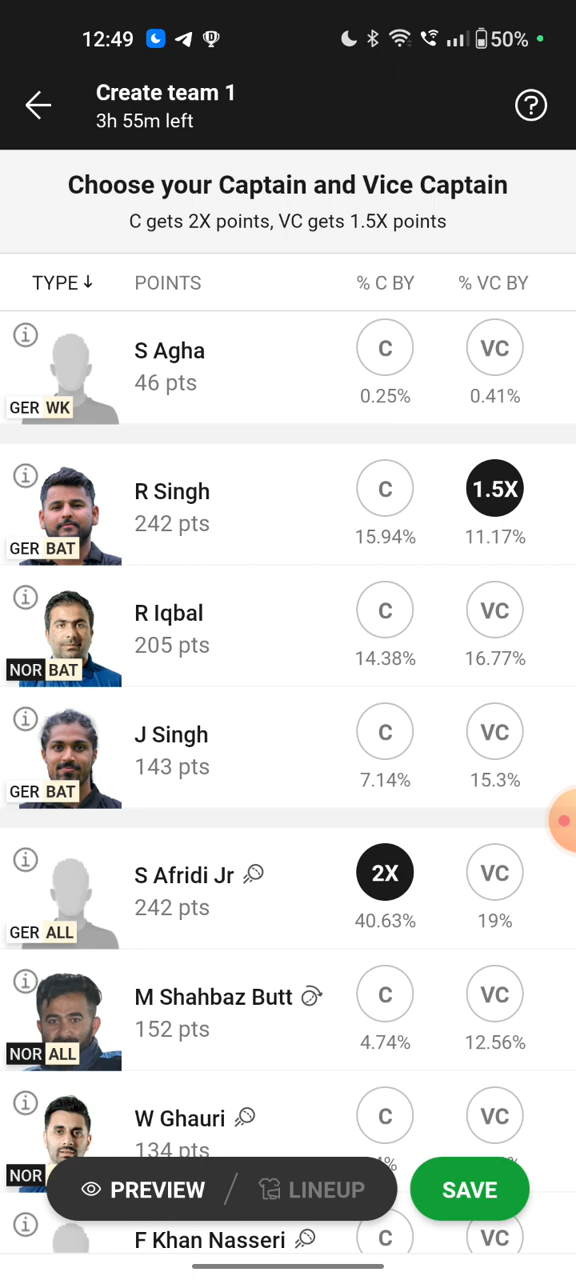 12:49 50%
Create team 1
3h 55m left
Choose your Captain and Vice Captain
C gets 2X points, VC gets 1.5X points
TYPE↓ POINTS % C BY % VC BY
S Agha C VC
46 pts
GER WK 0.25% 0.41%
R Singh C 1.5X
242 pts
GER BAT 15.94% 11.17%
R Iqbal C VC
205 pts
NOR BAT 14.38% 16.77%
J Singh C VC
143 pts
GER BAT 7.14% 15.3%
S Afridi Jr 2X VC
242 pts
GER ALL 40.63% 19%
M Shahbaz Butt C VC
152 pts
NOR ALL 4.74% 12.56%
W Ghauri C VC
134 pts
NOR
PREVIEW / LINEUP SAVE
F Khan Nasseri C VC